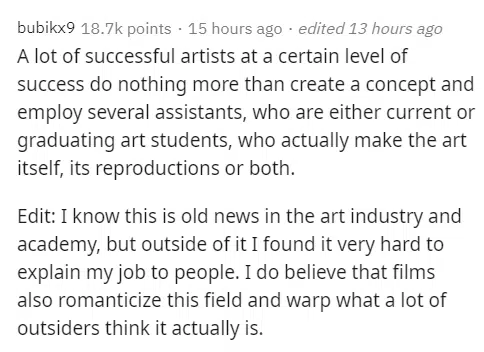 bubikx9 18.7k points · 15 hours ago · edited 13 hours ago
A lot of successful artists at a certain level of
success do nothing more than create a concept and
employ several assistants, who are either current or
graduating art students, who actually make the art
itself, its reproductions or both.
Edit: I know this is old news in the art industry and
academy, but outside of it I found it very hard to
explain my job to people. I do believe that films
also romanticize this field and warp what a lot of
outsiders think it actually is.